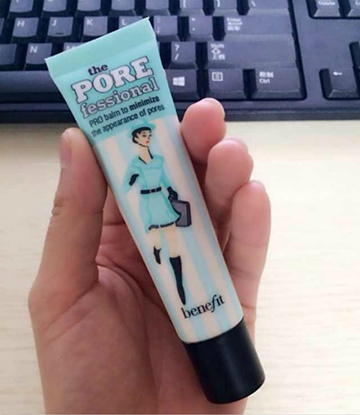 the
PORE
fessional
PRO balm to minimize
the appearance of pores
benefit